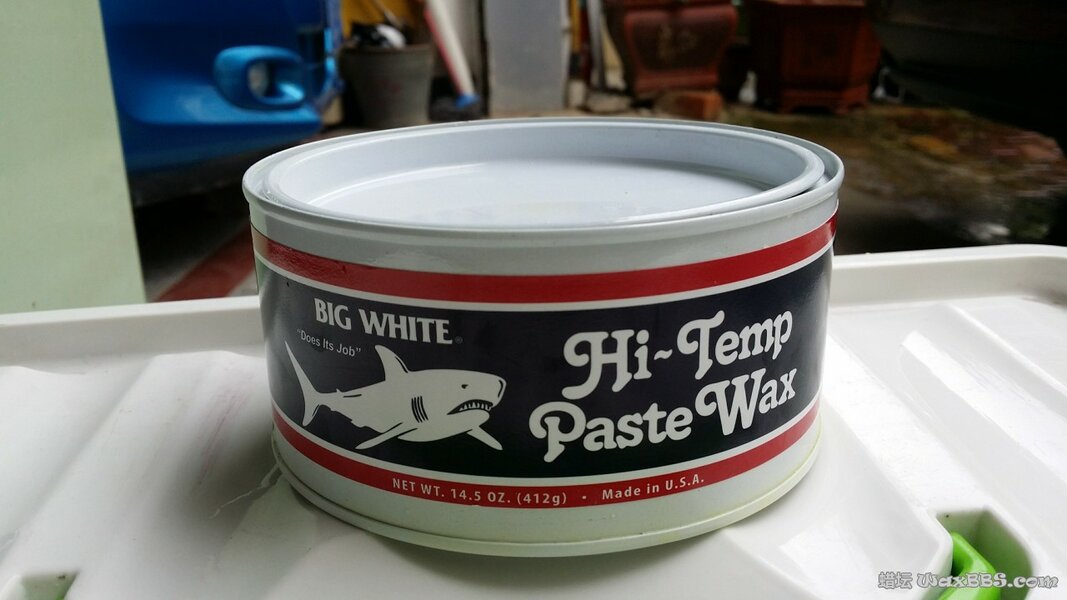 BIG WHITE®
"Does Its Job"
Hi-Temp
Paste Wax
NET WT. 14.5 OZ. (412g) • Made in U.S.A.
蜡坛 WaxBBS.com